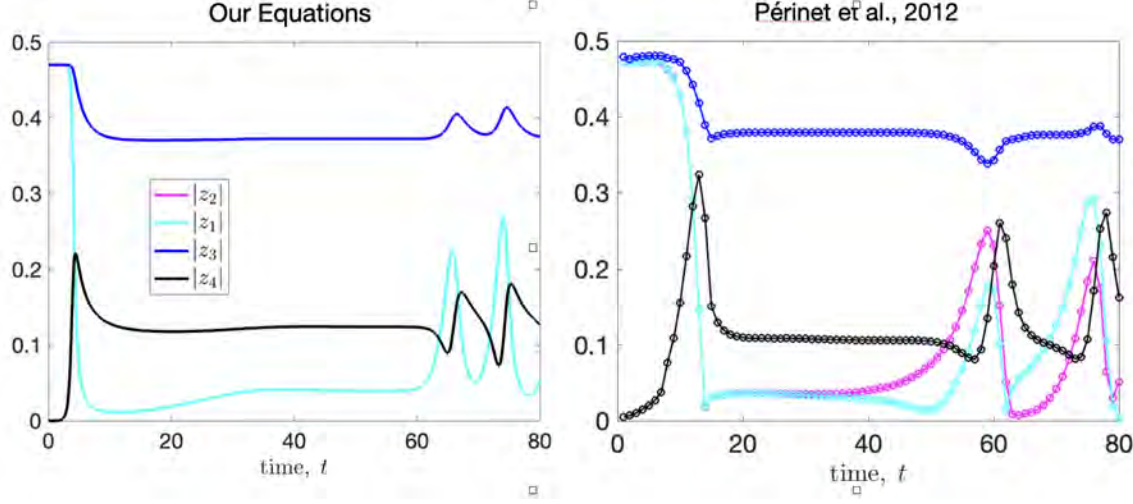 Our Equations
0.5
0.4
0.3
0.2
0.1
0
0 20 40 60 80
time, t
|z₂|
|z₁|
|z₃|
|z₄|
Périnet et al., 2012
0.5
0.4
0.3
0.2
0.1
0
20 40 60 80
time, t